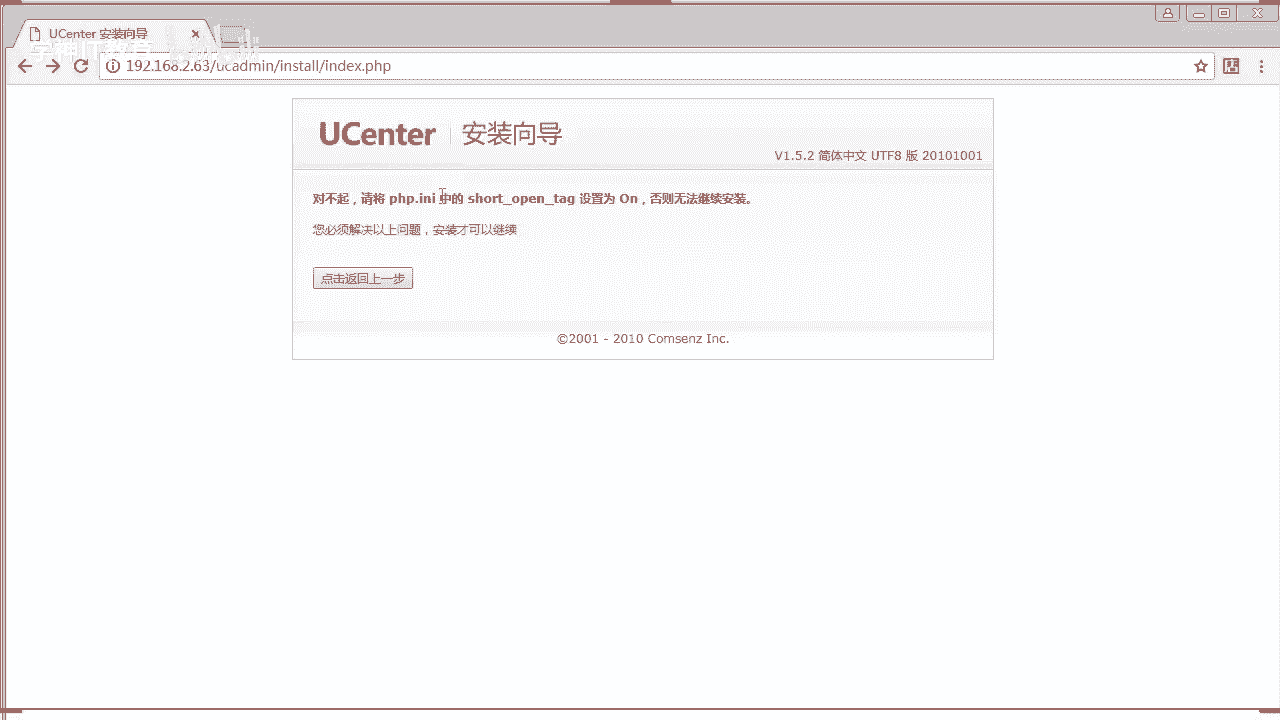 UCenter 安装向导
192.168.2.63/ucadmin/install/index.php
UCenter 安装向导
V1.5.2 简体中文 UTF8 版 20101001
对不起，请将 php.ini 中的 short_open_tag 设置为 On，否则无法继续安装。
您必须解决以上问题，安装才可以继续
点击返回上一步
©2001 - 2010 Comsenz Inc.